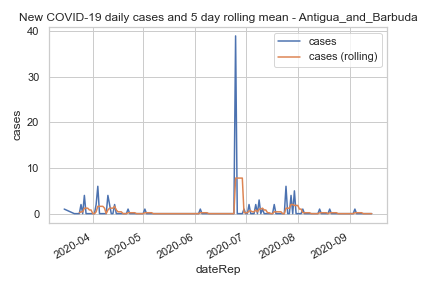 New COVID-19 daily cases and 5 day rolling mean - Antigua_and_Barbuda
cases
cases (rolling)
40
30
20
10
0
cases
2020-04
2020-05
2020-06
2020-07
2020-08
2020-09
dateRep